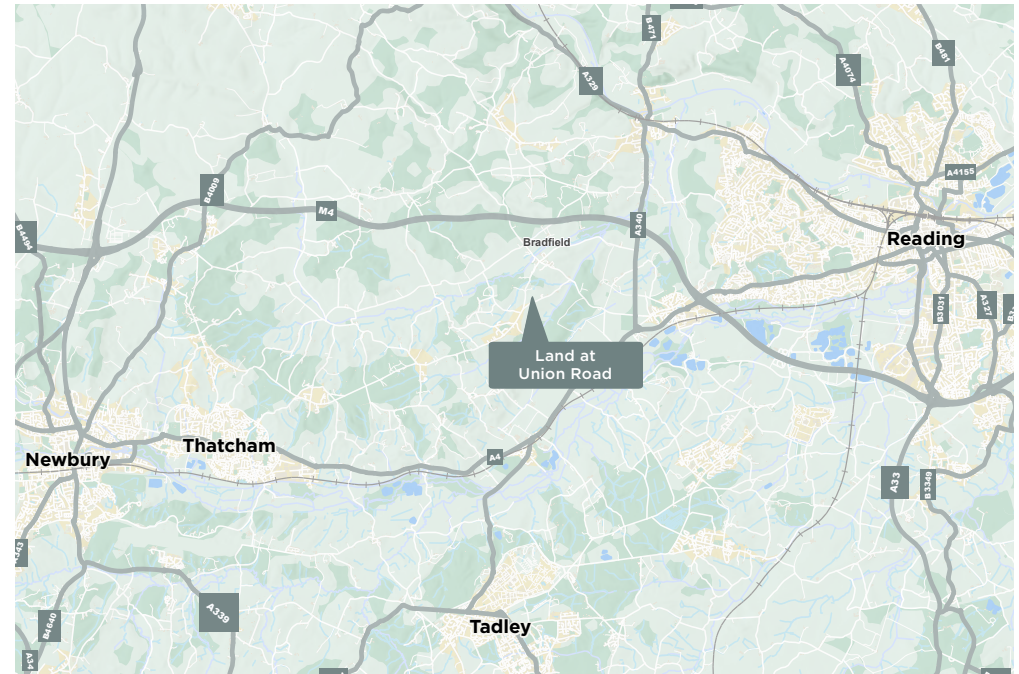 B471
B481
A4074
A329
A4155
B4009
M4
A340
B4494
Reading
Bradfield
B3031
A327
Land at
Union Road
Thatcham
Newbury
A4
A33
B3349
A339
B4640
Tadley
A34